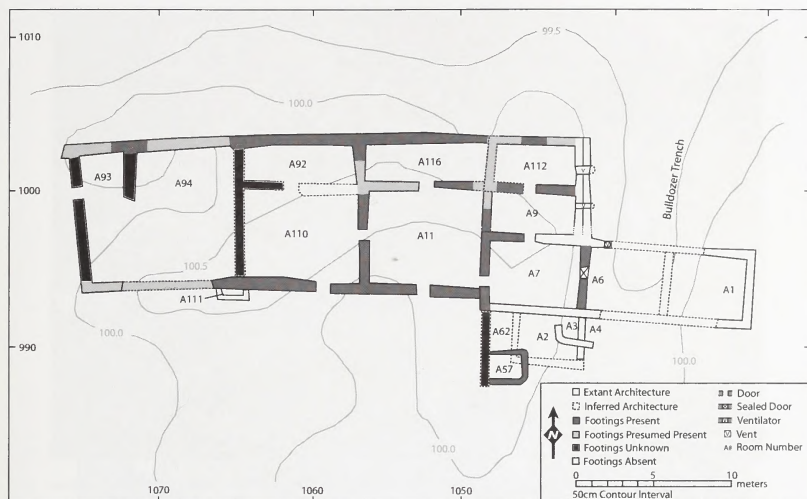 1010
99.5
100.0
1000
A93
A94
A92
A116
A112
A9
A110
A11
A7
A6
A1
Bulldozer Trench
100.5
A111
100.0
990
A62
A2
A3
A4
A57
100.0
100.0
1070
1060
1050
Extant Architecture
Inferred Architecture
Footings Present
Footings Presumed Present
Footings Unknown
Footings Absent
Door
Sealed Door
Ventilator
Vent
A# Room Number
N
0 5 10
meters
50cm Contour Interval